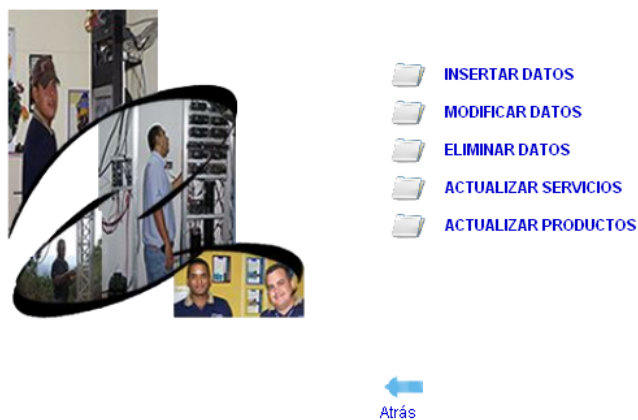 INSERTAR DATOS
MODIFICAR DATOS
ELIMINAR DATOS
ACTUALIZAR SERVICIOS
ACTUALIZAR PRODUCTOS
Atrás